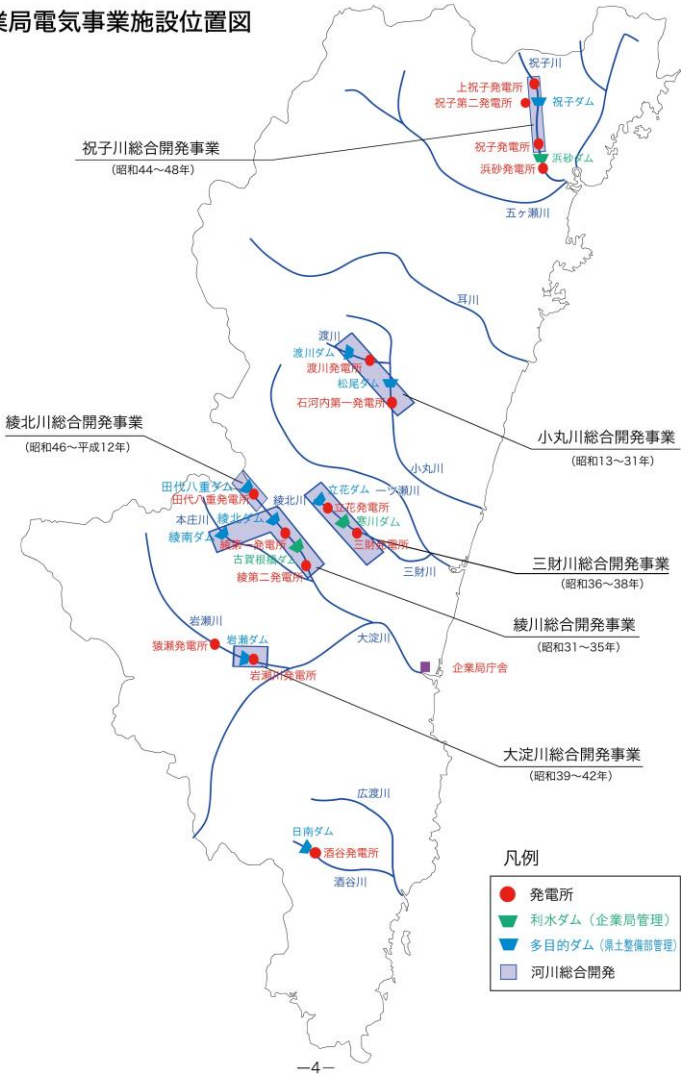 業局電気事業施設位置図
祝子川
上祝子発電所
祝子第二発電所
祝子ダム
祝子川総合開発事業
(昭和44～48年)
祝子発電所
浜砂ダム
浜砂発電所
五ヶ瀬川
耳川
渡川
渡川ダム
渡川発電所
松尾ダム
石河内第一発電所
綾北川総合開発事業
(昭和46～平成12年)
小丸川総合開発事業
(昭和13～31年)
小丸川
田代八重ダム
田代八重発電所
綾北川
立花ダム
一ツ瀬川
本庄川
綾北ダム
立花発電所
綾南ダム
寒川ダム
綾第一発電所
三財発電所
古賀根橋ダム
綾第二発電所
三財川
三財川総合開発事業
(昭和36～38年)
岩瀬川
大淀川
綾川総合開発事業
(昭和31～35年)
猿瀬発電所
岩瀬ダム
岩瀬川発電所
企業局庁舎
大淀川総合開発事業
(昭和39～42年)
広渡川
日南ダム
酒谷発電所
酒谷川
凡例
発電所
利水ダム（企業局管理）
多目的ダム（県土整備部管理）
河川総合開発
―4―